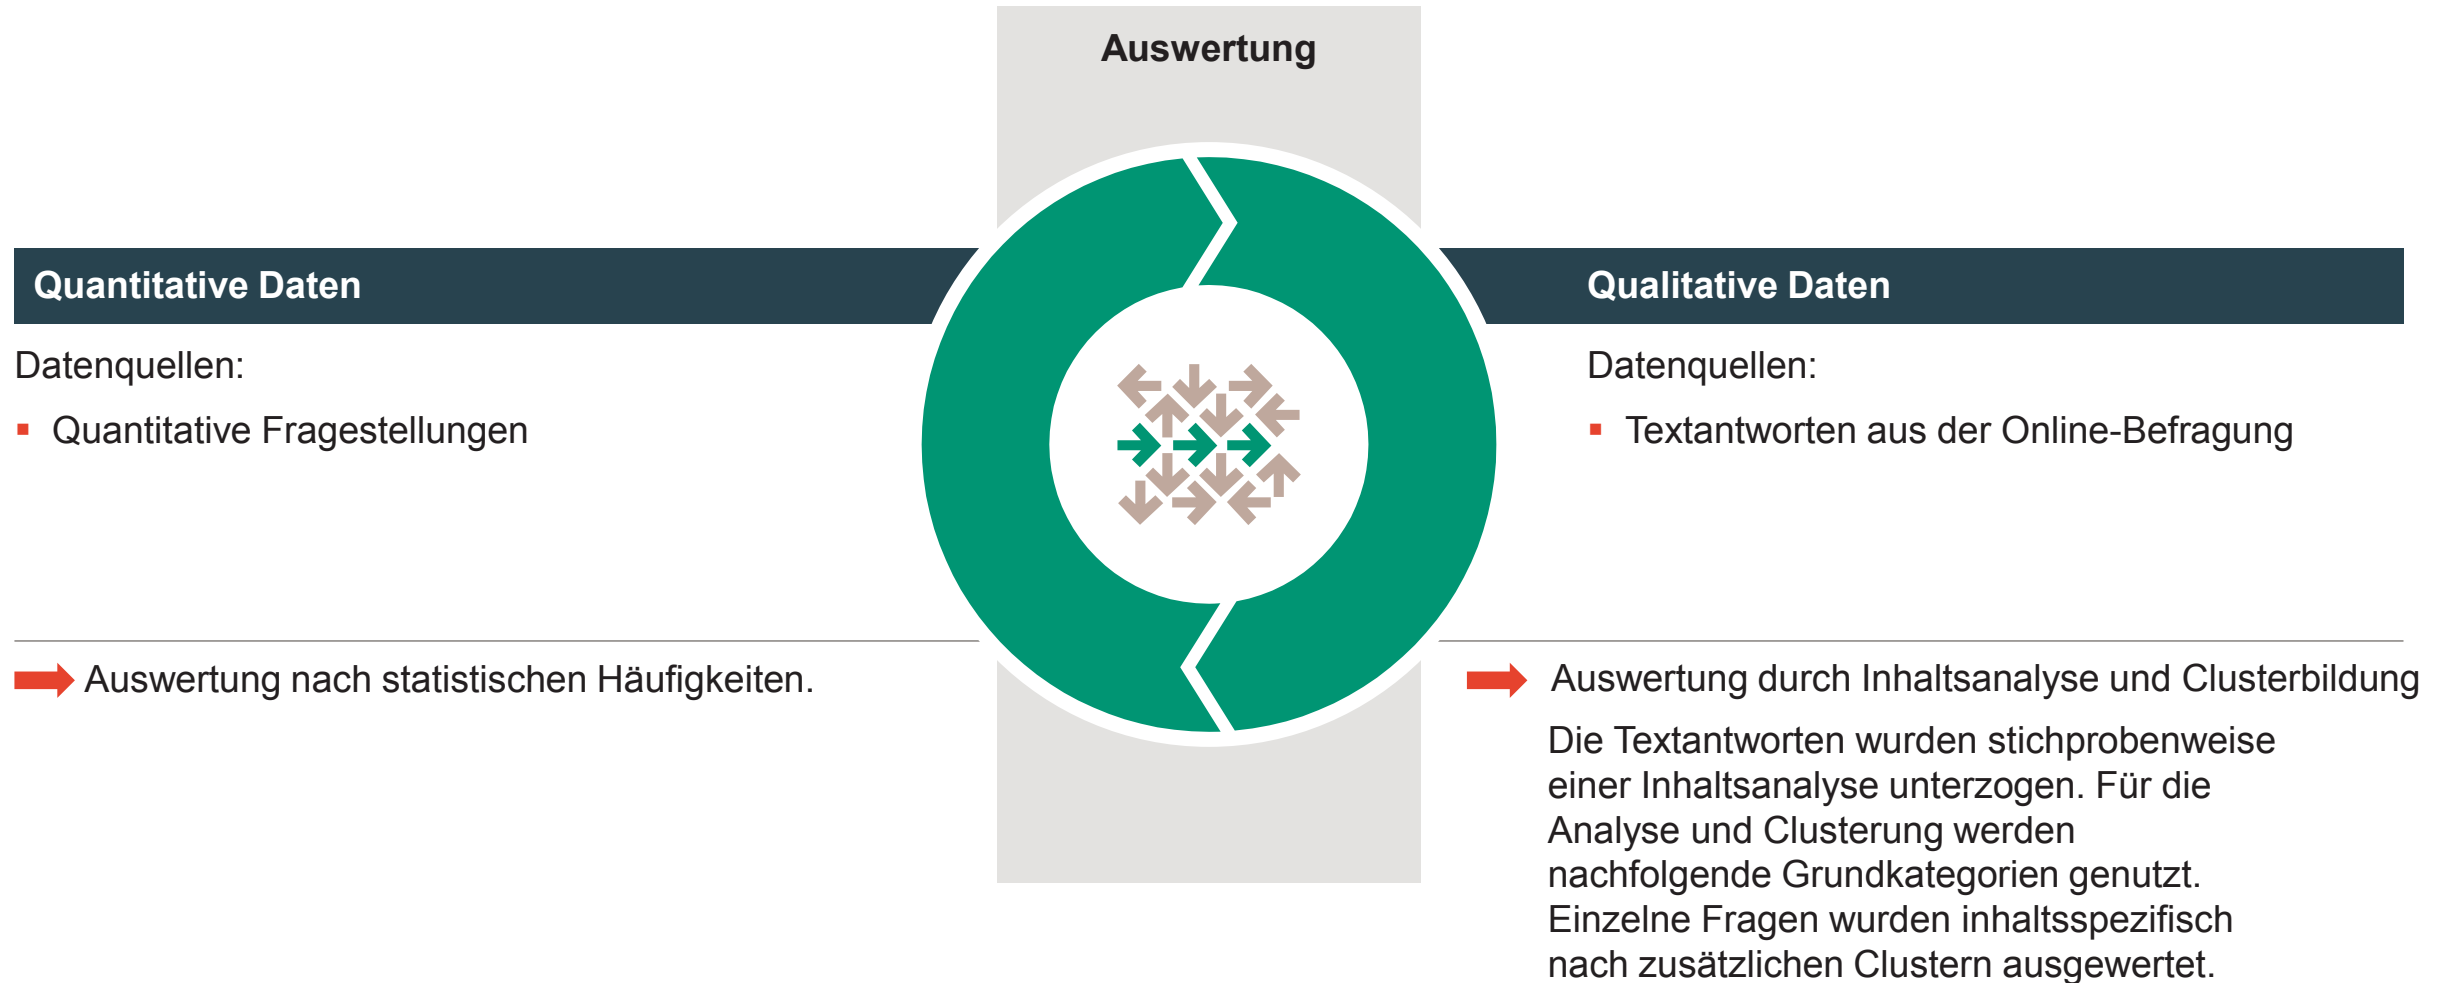 Auswertung
Quantitative Daten
Datenquellen:
Quantitative Fragestellungen
Auswertung nach statistischen Häufigkeiten.
Qualitative Daten
Datenquellen:
Textantworten aus der Online-Befragung
Auswertung durch Inhaltsanalyse und Clusterbildung
Die Textantworten wurden stichprobenweise
einer Inhaltsanalyse unterzogen. Für die
Analyse und Clusterung werden
nachfolgende Grundkategorien genutzt.
Einzelne Fragen wurden inhaltsspezifisch
nach zusätzlichen Clustern ausgewertet.